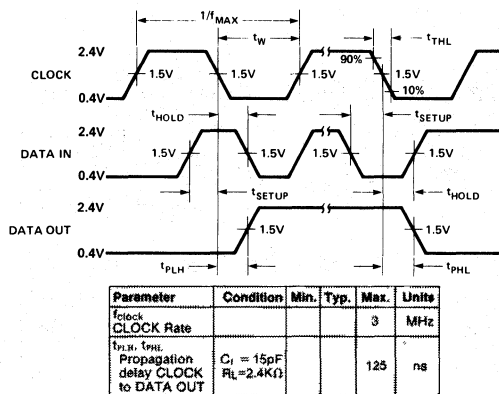 1/fMAX
tW
tTHL
2.4V
90%
CLOCK
1.5V
1.5V
1.5V
1.5V
0.4V
10%
tHOLD
tSETUP
2.4V
DATA IN
1.5V
1.5V
1.5V
0.4V
tSETUP
tHOLD
2.4V
DATA OUT
1.5V
1.5V
0.4V
tPLH
tPHL
Parameter Condition Min. Typ. Max. Units
fclock
CLOCK Rate
3 MHz
tPLH, tPHL
Propagation
delay CLOCK
to DATA OUT
CL = 15pF
RL=2.4KΩ
125 ns